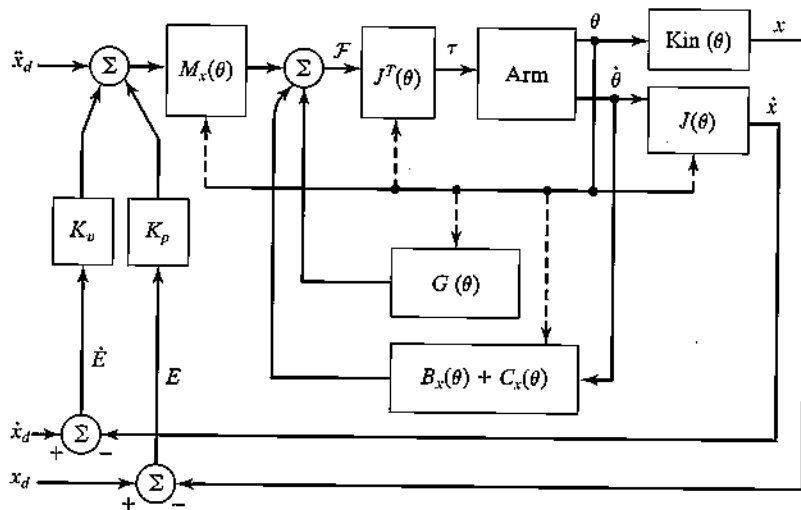 θ
x
ẍ_d
Σ
M_x(θ)
Σ
ℱ
J^T(θ)
τ
Arm
Kin (θ)
θ̇
J(θ)
ẋ
K_v
K_p
G (θ)
B_x(θ) + C_x(θ)
Ė
E
ẋ_d
Σ
+
−
x_d
Σ
+
−